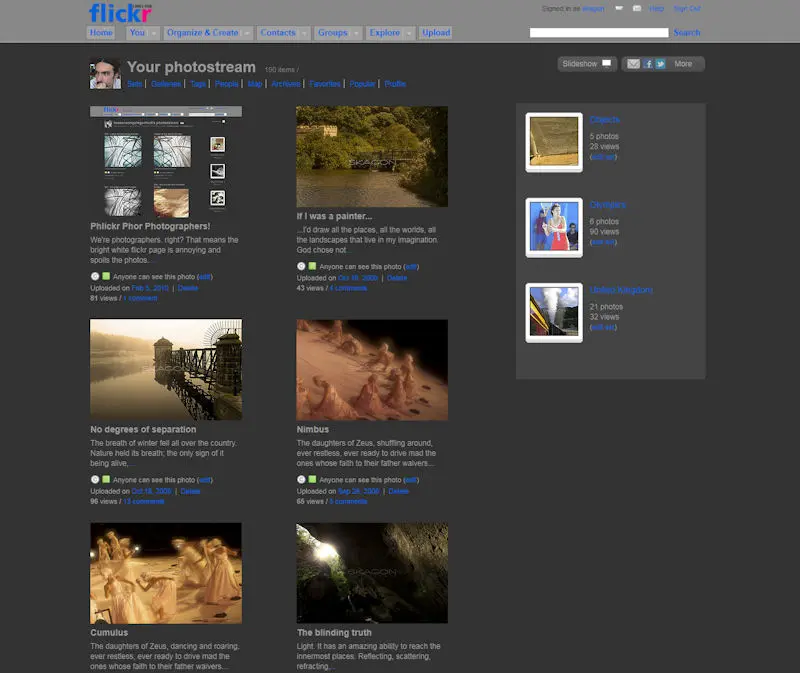 flickr
Signed in as skagon Help Sign Out
Home You Organize & Create Contacts Groups Explore Upload
Search
Your photostream 190 items /
Slideshow More
Sets Galleries Tags People Map Archives Favorites Popular Profile
Phlickr Phor Photographers!
We're photographers, right? That means the
bright white flickr page is annoying and
spoils the photos....
Anyone can see this photo (edit)
Uploaded on Feb 5, 2010 | Delete
81 views / 1 comment
SKAGON
If I was a painter...
...I'd draw all the places, all the worlds, all
the landscapes that live in my imagination.
God chose not...
Anyone can see this photo (edit)
Uploaded on Oct 18, 2009 | Delete
43 views / 4 comments
Objects
5 photos
28 views
(edit set)
Olympics
6 photos
90 views
(edit set)
United Kingdom
21 photos
32 views
(edit set)
SKAGON
No degrees of separation
The breath of winter fell all over the country.
Nature held its breath; the only sign of it
being alive,...
Anyone can see this photo (edit)
Uploaded on Oct 18, 2009 | Delete
96 views / 13 comments
Nimbus
The daughters of Zeus, shuffling around,
ever restless, ever ready to drive mad the
ones whose faith to their father waivers....
Anyone can see this photo (edit)
Uploaded on Sep 28, 2009 | Delete
65 views / 5 comments
Cumulus
The daughters of Zeus, dancing and roaring,
ever restless, ever ready to drive mad the
ones whose faith to their father waivers....
SKAGON
The blinding truth
Light. It has an amazing ability to reach the
innermost places. Reflecting, scattering,
refracting,...